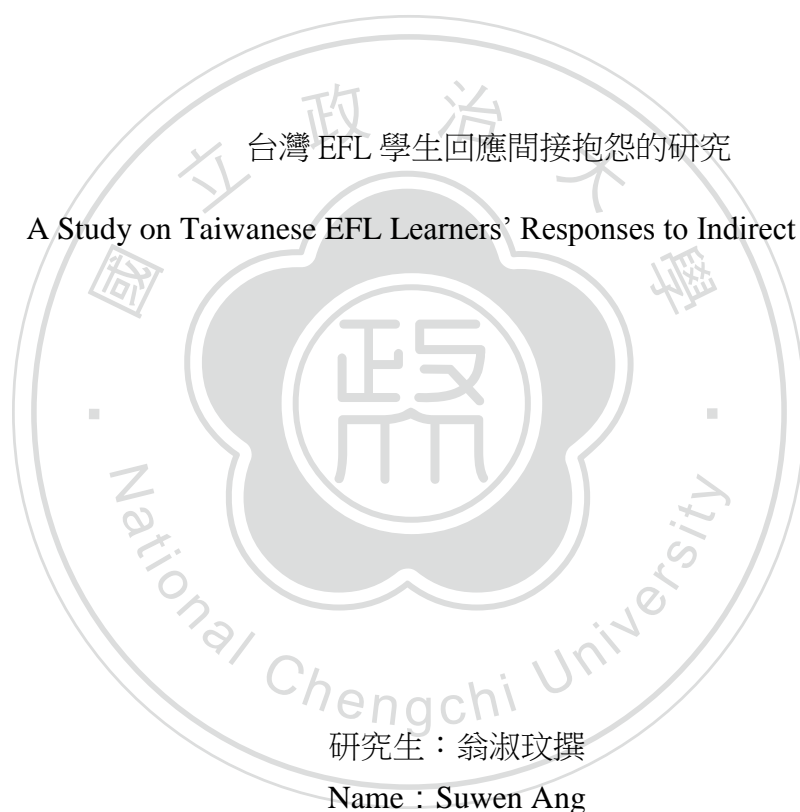 台灣 EFL 學生回應間接抱怨的研究
A Study on Taiwanese EFL Learners’ Responses to Indirect
國立政治大學
政
National Chengchi University
研究生：翁淑玟撰
Name：Suwen Ang